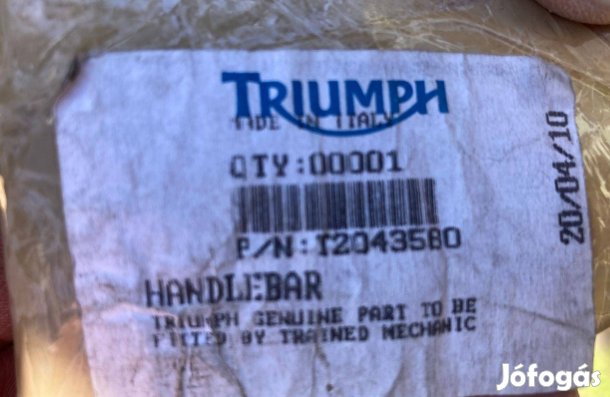 TRIUMPH
MADE IN ITALY
QTY:00001
P/N:T2043580
HANDLEBAR
TRIUMPH GENUINE PART TO BE
FITTED BY TRAINED MECHANIC
20/04/10
Jófogás